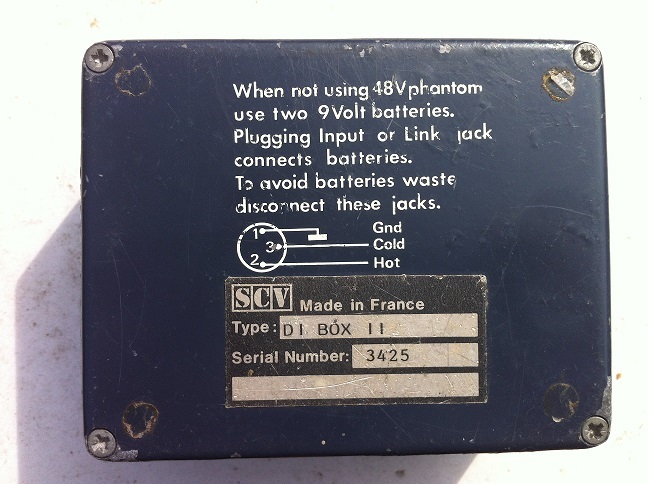 When not using 48V phantom
use two 9Volt batteries.
Plugging Input or Link jack
connects batteries.
To avoid batteries waste
disconnect these jacks.
1 Gnd
3 Cold
2 Hot
SCV Made in France
Type: DI BOX II
Serial Number: 3425